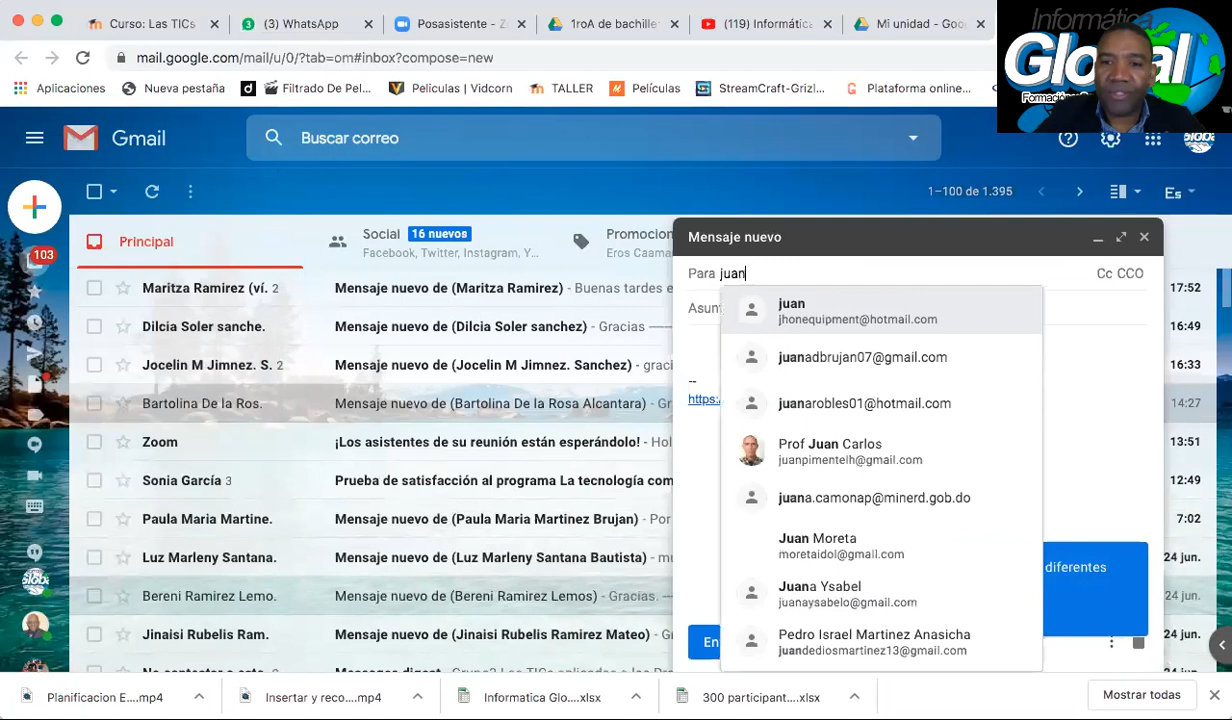 Curso: Las TICs
(3) WhatsApp
Posasistente - Z
1roA de bachille
(119) Informátic
Mi unidad - Goo
mail.google.com/mail/u/0/?tab=om#inbox?compose=new
Aplicaciones
Nueva pestaña
Filtrado De Pel...
Peliculas | Vidcorn
TALLER
Películas
StreamCraft-Grizl...
Plataforma online...
Informática
Global
Gmail
Buscar correo
1–100 de 1.395
Es
103
Principal
Social
16 nuevos
Facebook, Twitter, Instagram, Y...
Promocion
Eros Caama
Maritza Ramirez (ví. 2
Mensaje nuevo de (Maritza Ramirez) - Buenas tardes e
17:52
Dilcia Soler sanche.
Mensaje nuevo de (Dilcia Soler sanchez) - Gracias
16:49
Jocelin M Jimnez. S. 2
Mensaje nuevo de (Jocelin M Jimnez. Sanchez) - graci
16:33
Bartolina De la Ros.
Mensaje nuevo de (Bartolina De la Rosa Alcantara) - Gr
14:27
Zoom
¡Los asistentes de su reunión están esperándolo! - Hol
13:51
Sonia García 3
Prueba de satisfacción al programa La tecnología com
8:40
Paula Maria Martine.
Mensaje nuevo de (Paula Maria Martinez Brujan) - Por
7:02
Luz Marleny Santana.
Mensaje nuevo de (Luz Marleny Santana Bautista) - m
24 jun.
Bereni Ramirez Lemo.
Mensaje nuevo de (Bereni Ramirez Lemos) - Gracias.
24 jun.
Jinaisi Rubelis Ram.
Mensaje nuevo de (Jinaisi Rubelis Ramirez Mateo) - G
24 jun.
Mensaje nuevo
Para juan
Cc CCO
Asunt
--
https:/
juan
jhonequipment@hotmail.com
juanadbrujan07@gmail.com
juanarobles01@hotmail.com
Prof Juan Carlos
juanpimentelh@gmail.com
juana.camonap@minerd.gob.do
Juan Moreta
moretaidol@gmail.com
Juana Ysabel
juanaysabelo@gmail.com
Pedro Israel Martinez Anasicha
juandediosmartinez13@gmail.com
diferentes
En
Planificacion E....mp4
Insertar y reco....mp4
Informatica Glo....xlsx
300 participant....xlsx
Mostrar todas